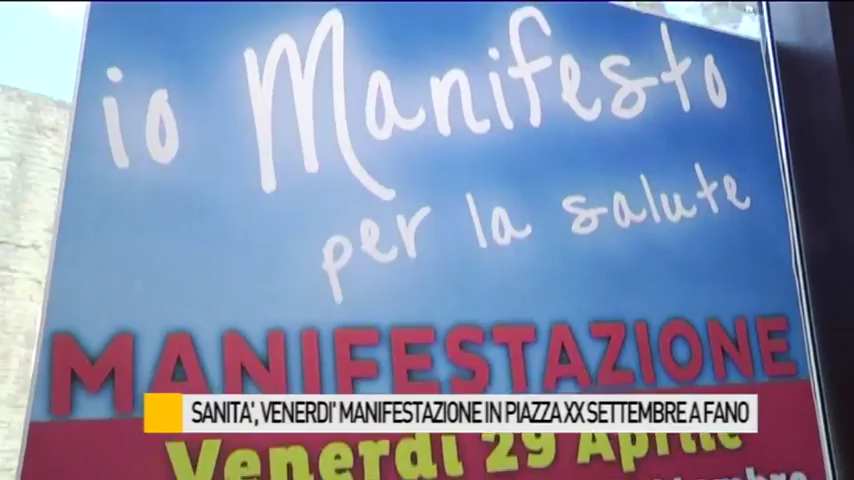 io Manifesto
per la salute
MANIFESTAZIONE
SANITA', VENERDI' MANIFESTAZIONE IN PIAZZA XX SETTEMBRE A FANO
Venerdì 29 Aprile